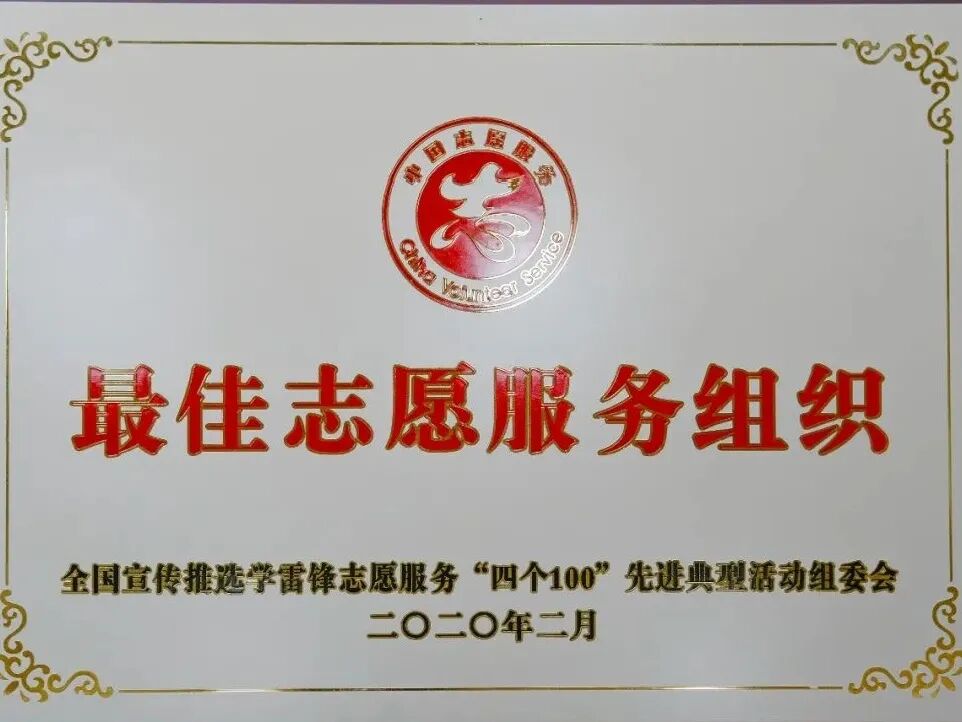 中国志愿服务
China Volunteer Service
最佳志愿服务组织
全国宣传推选学雷锋志愿服务“四个100”先进典型活动组委会
二〇二〇年二月